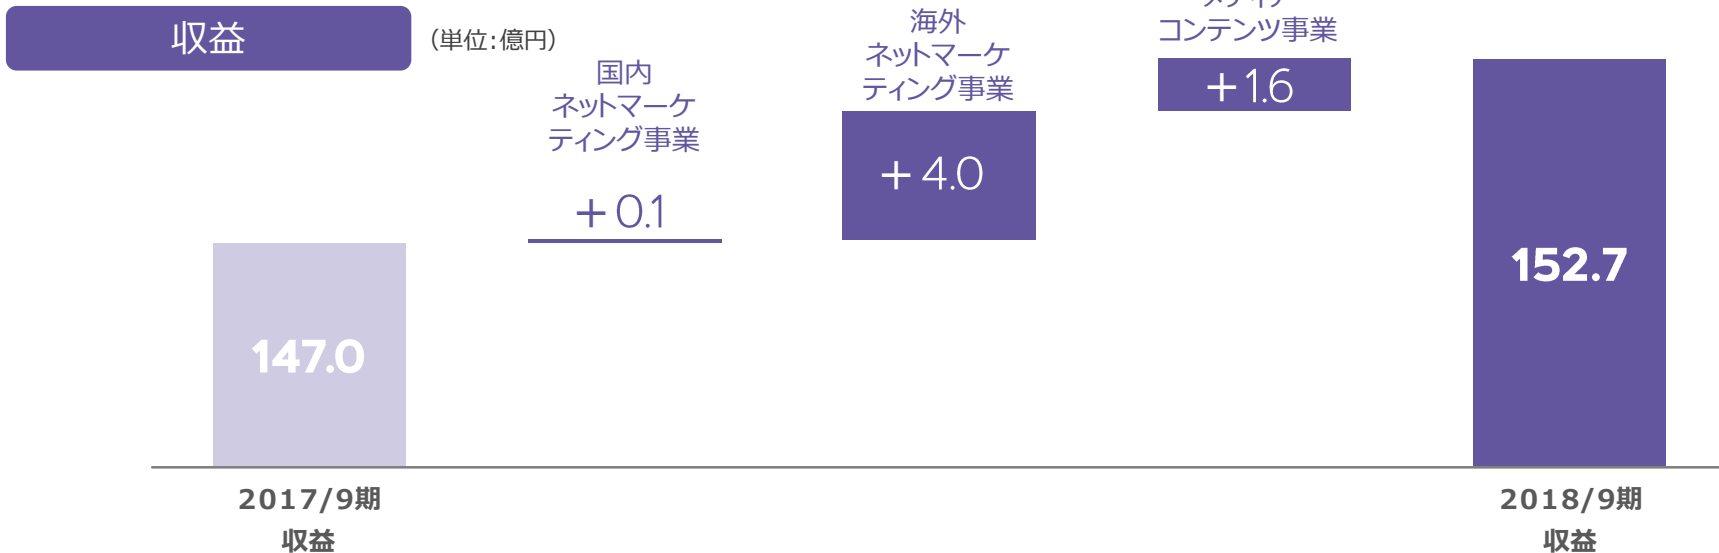 収益
（単位：億円）
国内
ネットマーケ
ティング事業
+0.1
海外
ネットマーケ
ティング事業
+4.0
コンテンツ事業
+1.6
147.0
152.7
2017/9期
収益
2018/9期
収益